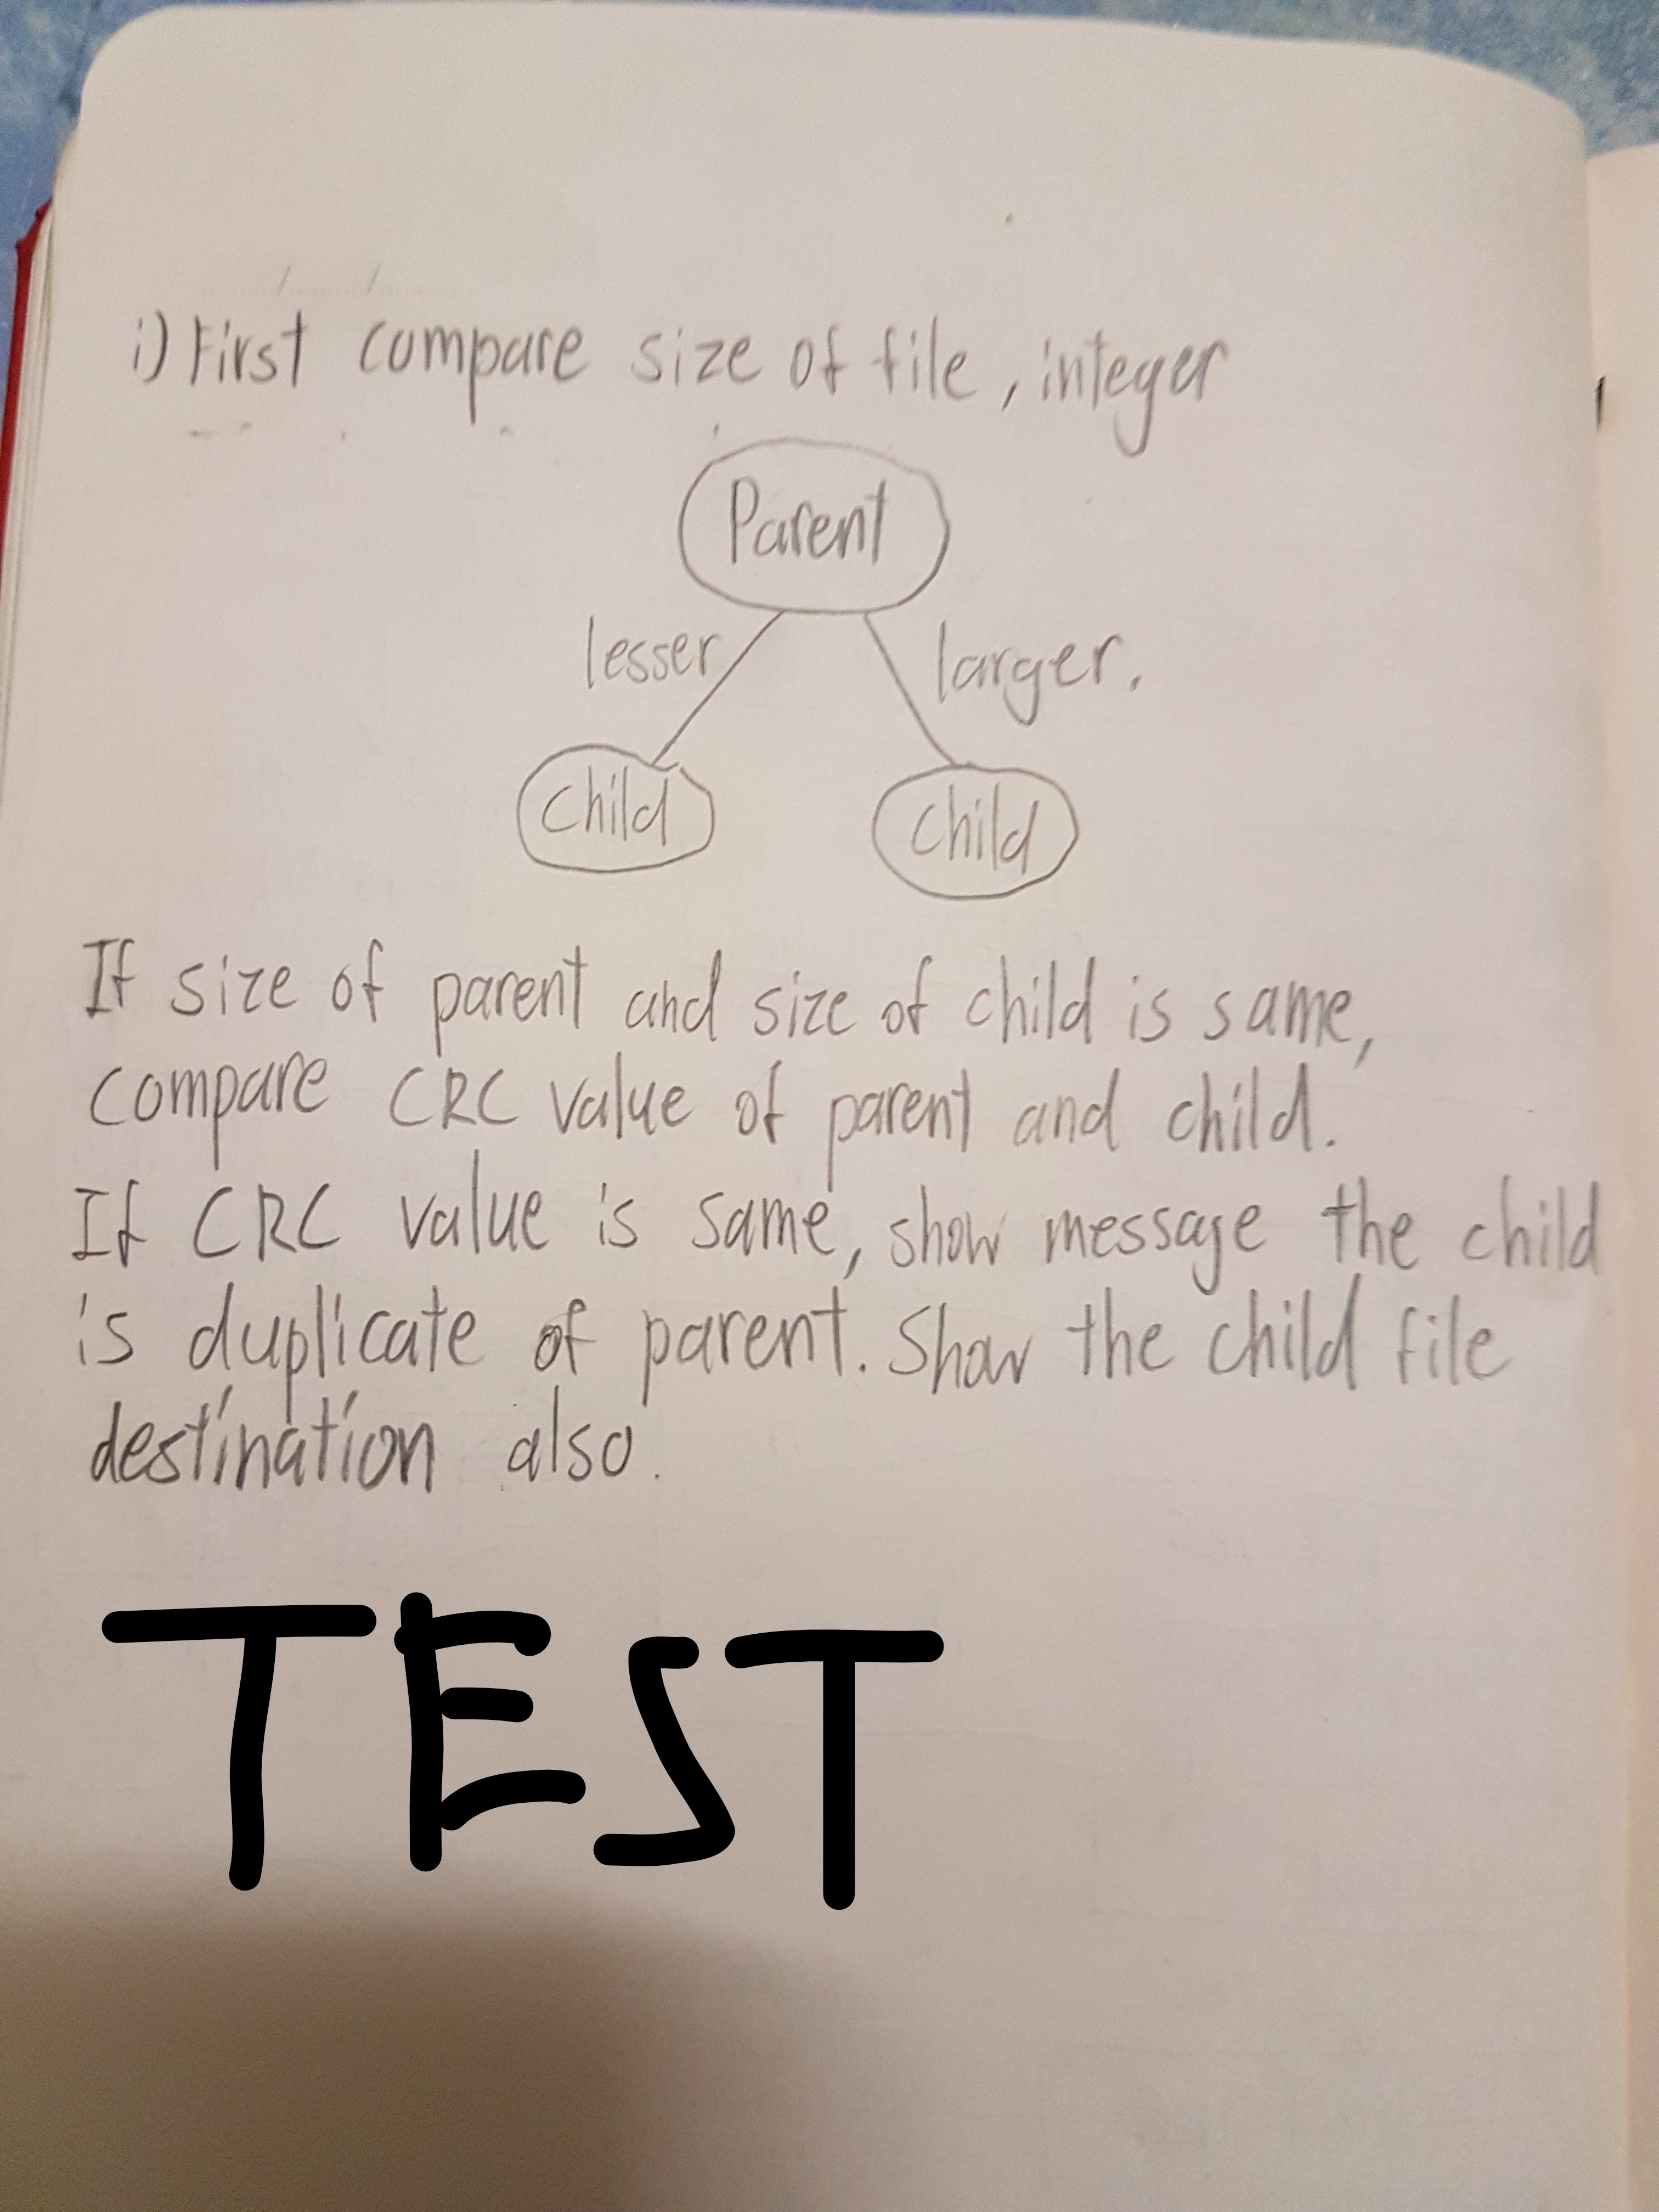 i) First compare size of file, integer
Parent
lesser
larger.
child
child
If size of parent and size of child is same,
compare CRC value of parent and child.
If CRC value is same, show message the child
is duplicate of parent. Show the child file
destination also.
TEST